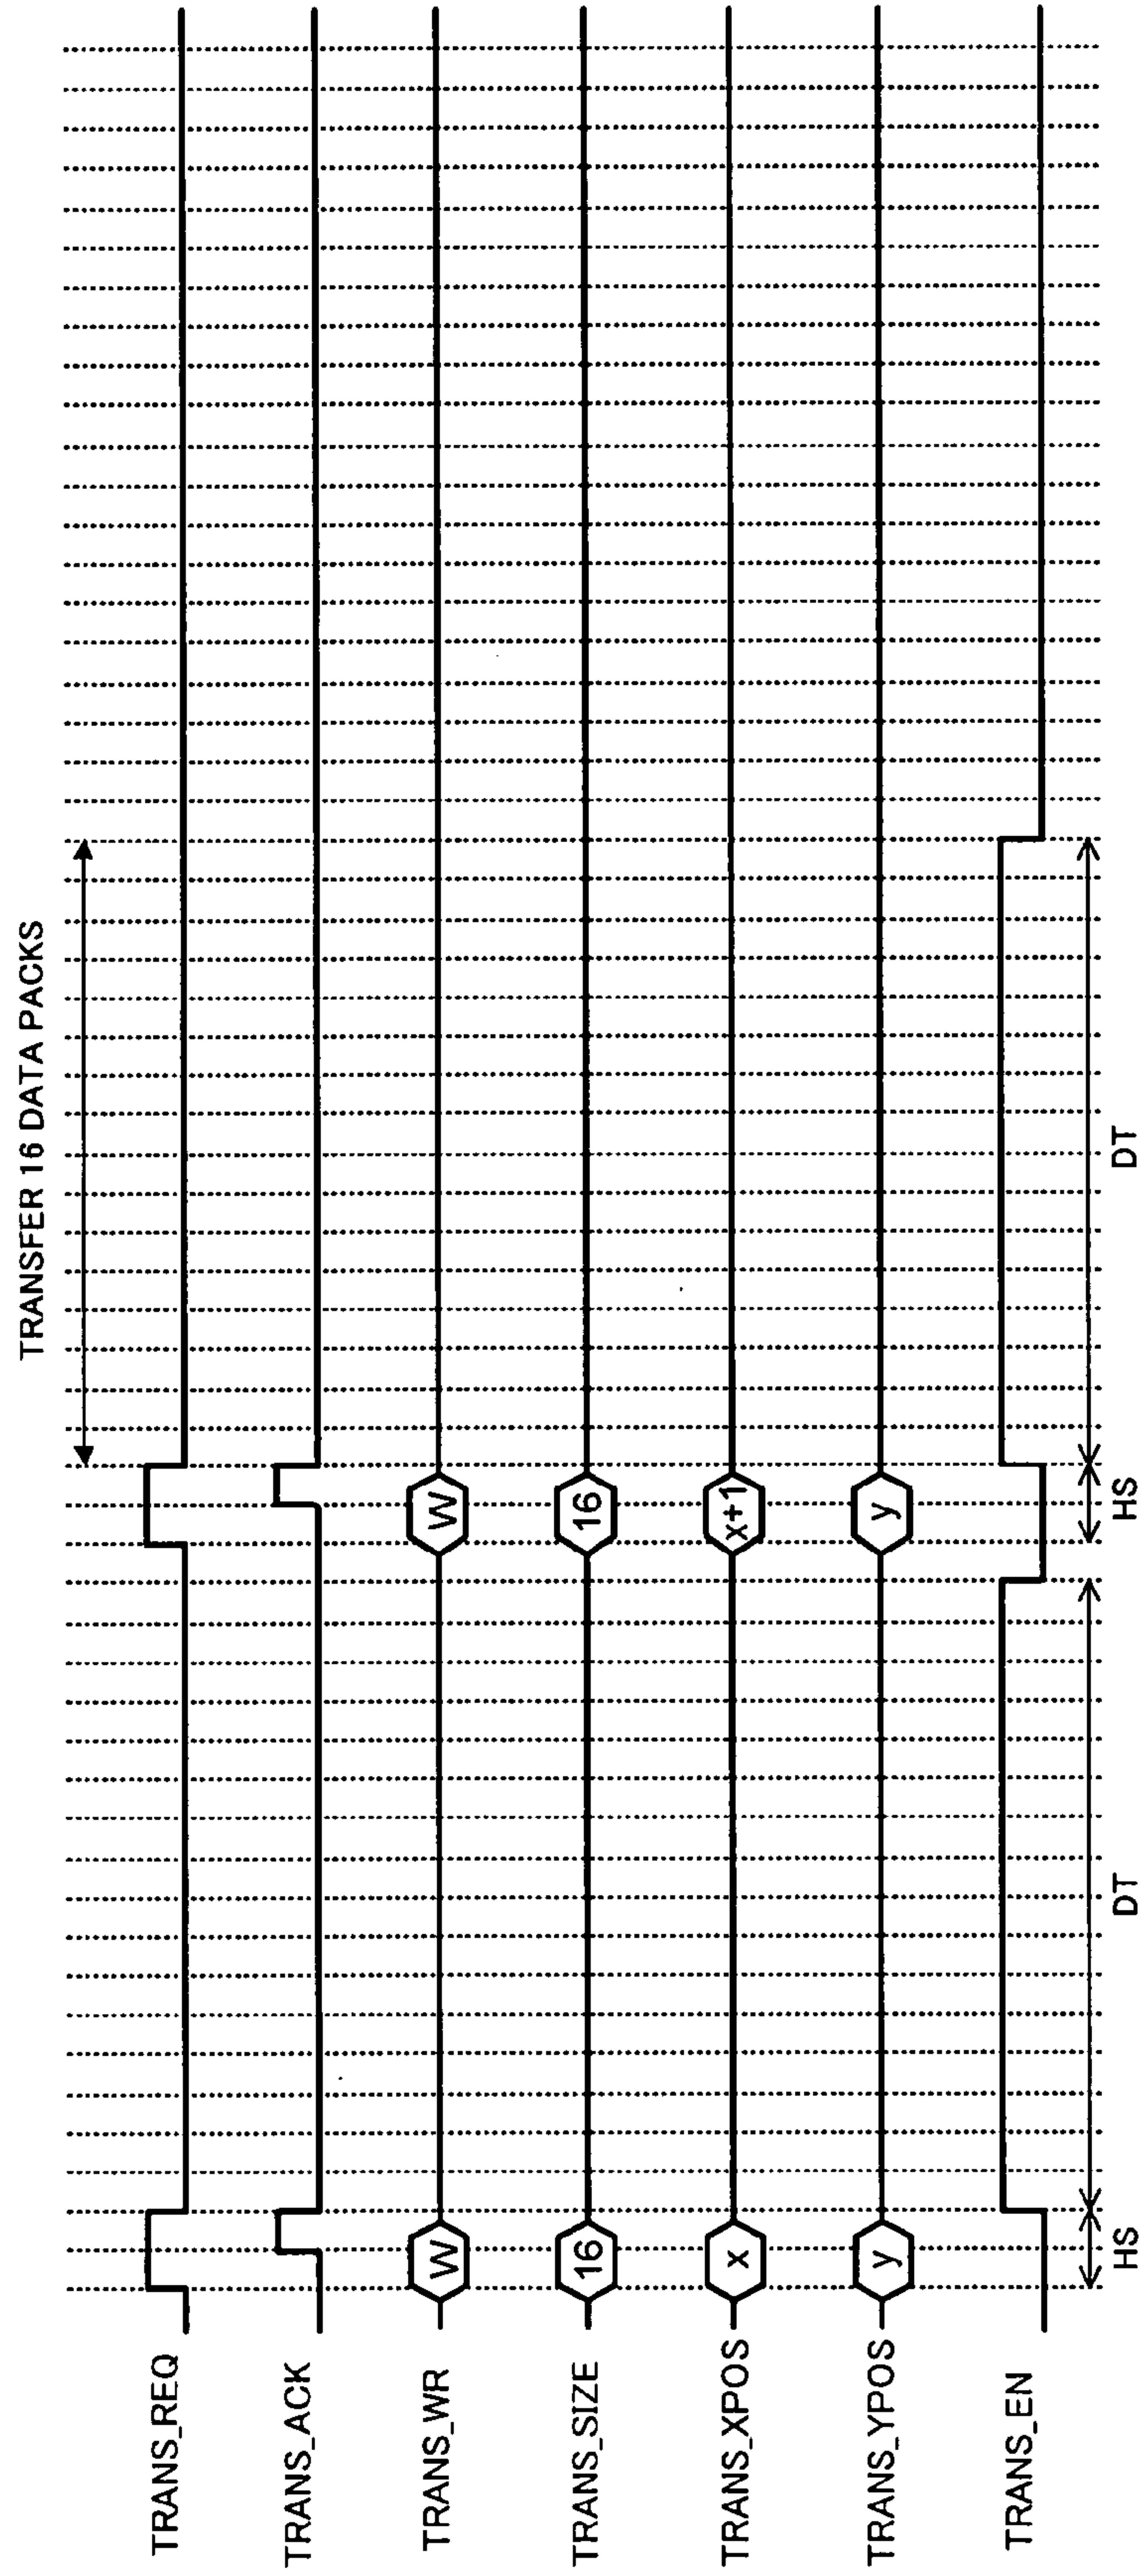 TRANSFER 16 DATA PACKS
TRANS_REQ
TRANS_ACK
TRANS_WR W W
TRANS_SIZE 16 16
TRANS_XPOS x x+1
TRANS_YPOS y y
TRANS_EN
HS DT HS DT